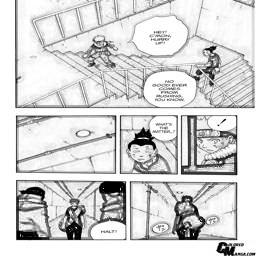 HEY!
C'MON,
HURRY
UP!
NO
GOOD EVER
COMES
FROM
RUSHING,
YOU KNOW.
WHAT'S
THE
MATTER,
HALT!
COLORED
MANGA.COM